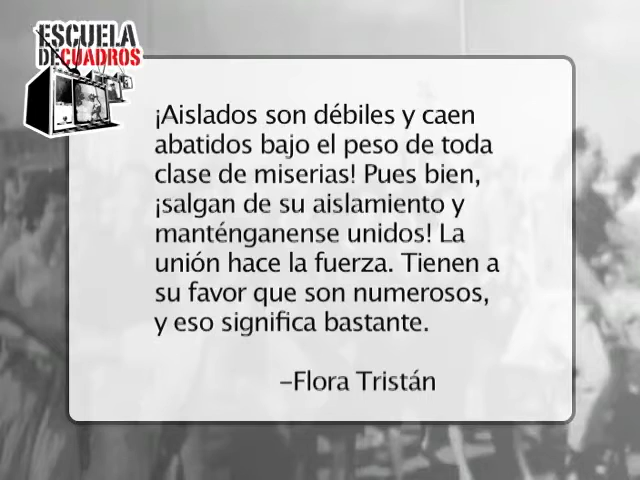 ESCUELA
DECUADROS
¡Aislados son débiles y caen
abatidos bajo el peso de toda
clase de miserias! Pues bien,
¡salgan de su aislamiento y
manténganense unidos! La
unión hace la fuerza. Tienen a
su favor que son numerosos,
y eso significa bastante.
–Flora Tristán